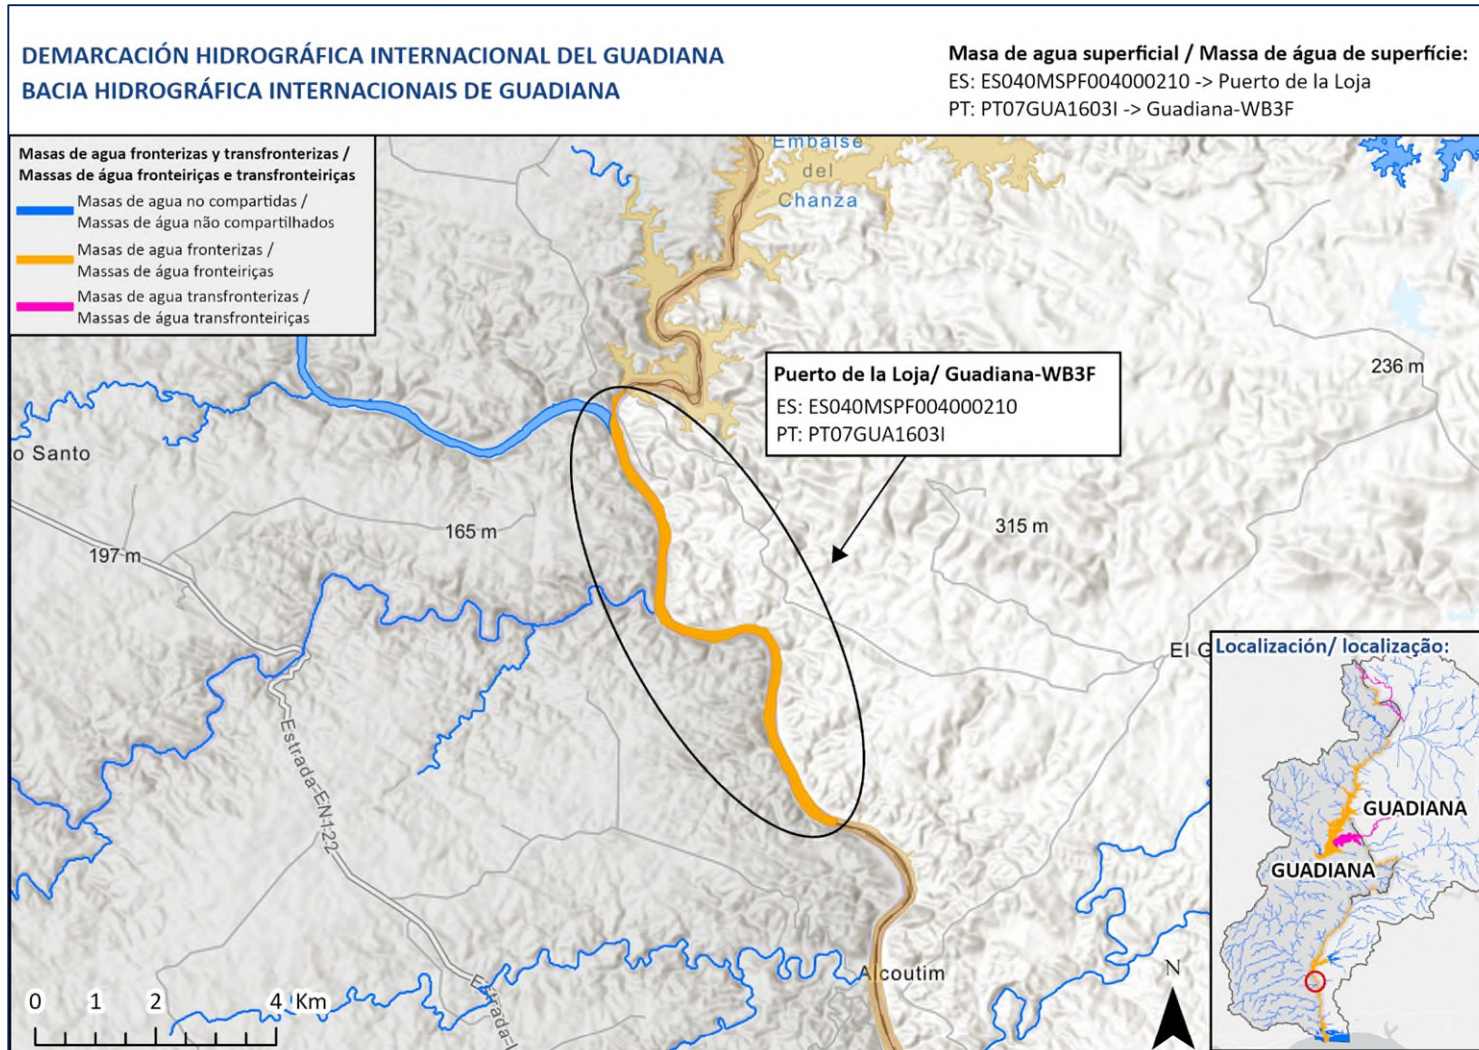 DEMARCACIÓN HIDROGRÁFICA INTERNACIONAL DEL GUADIANA
BACIA HIDROGRÁFICA INTERNACIONAIS DE GUADIANA
Masa de agua superficial / Massa de água de superfície:
ES: ES040MSPF004000210 -> Puerto de la Loja
PT: PT07GUA1603I -> Guadiana-WB3F
Masas de agua fronterizas y transfronterizas /
Massas de água fronteiriças e transfronteiriças
Masas de agua no compartidas /
Massas de água não compartilhados
Masas de agua fronterizas /
Massas de água fronteiriças
Masas de agua transfronterizas /
Massas de água transfronteiriças
Embalse
del
Chanza
Puerto de la Loja/ Guadiana-WB3F
ES: ES040MSPF004000210
PT: PT07GUA1603I
236 m
o Santo
165 m
315 m
197 m
El G
Estrada-EN122
Localización/ localização:
GUADIANA
GUADIANA
Alcoutim
Estrada-I
N
0 1 2 4 Km